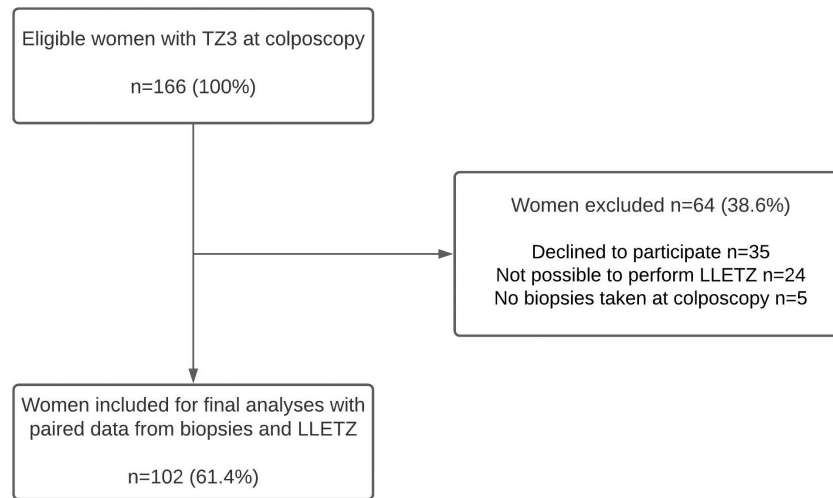 Eligible women with TZ3 at colposcopy
n=166 (100%)
Women excluded n=64 (38.6%)
Declined to participate n=35
Not possible to perform LLETZ n=24
No biopsies taken at colposcopy n=5
Women included for final analyses with
paired data from biopsies and LLETZ
n=102 (61.4%)